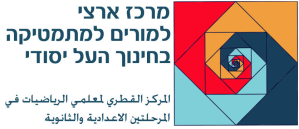 מרכז ארצי
למורים למתמטיקה
בחינוך העל יסודי
المركز القطري لمعلمي الرياضيات في
المرحلتين الاعدادية والثانوية